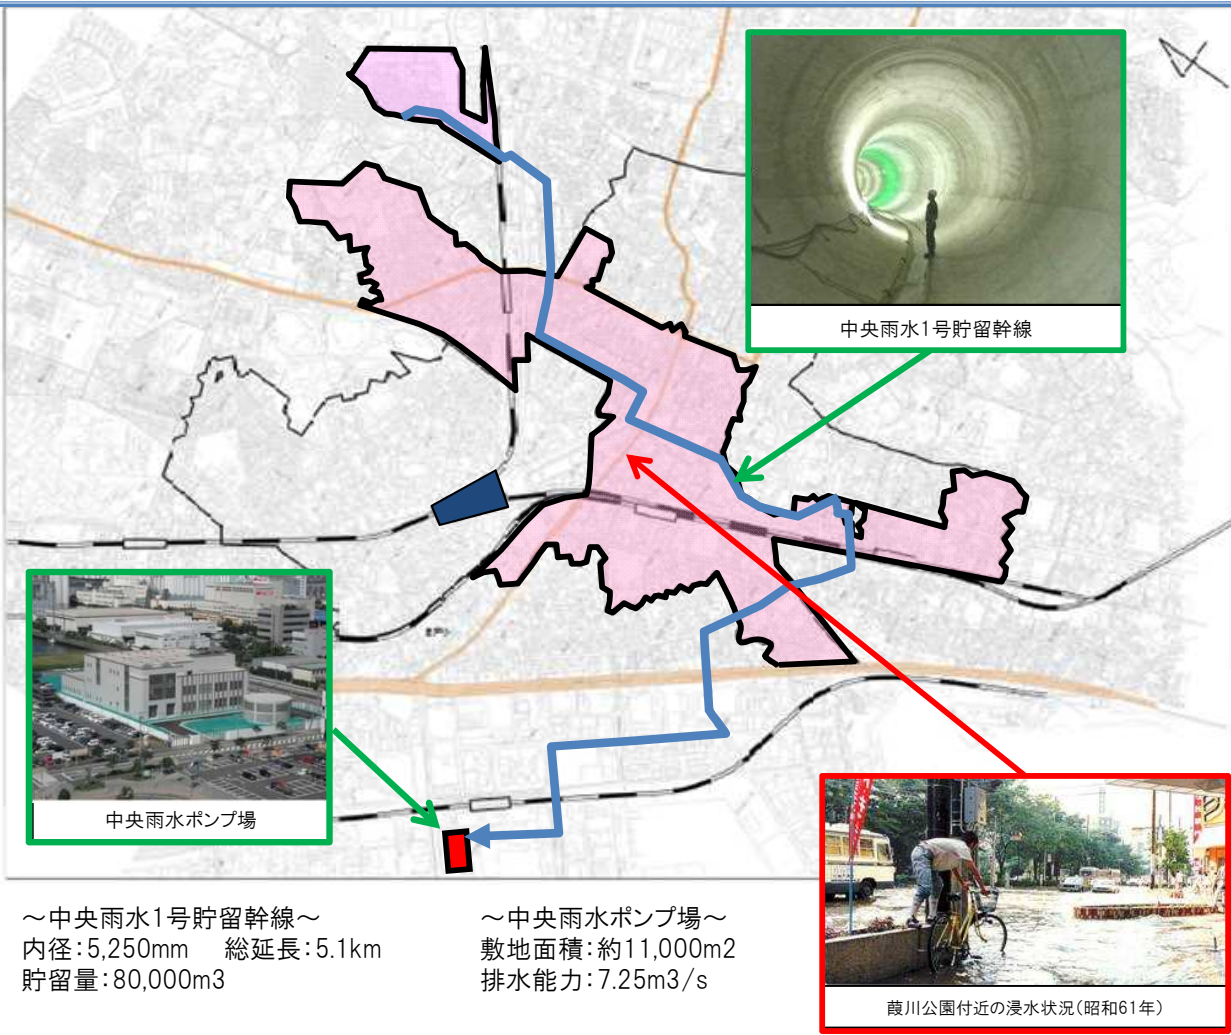 中央雨水1号貯留幹線
中央雨水ポンプ場
～中央雨水1号貯留幹線～
内径：5,250mm　総延長：5.1km
貯留量：80,000m3
～中央雨水ポンプ場～
敷地面積：約11,000m2
排水能力：7.25m3/s
葭川公園付近の浸水状況（昭和61年）